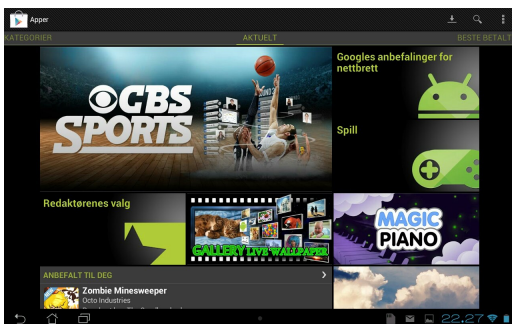 Apper
KATEGORIER
AKTUELT
BESTE BETALT
CBS
SPORTS
Googles anbefalinger for
nettbrett
Spill
Redaktørenes valg
GALLERY LIVE WALLPAPER
MAGIC
PIANO
ANBEFALT TIL DEG
Zombie Minesweeper
Octo Industries
22.27